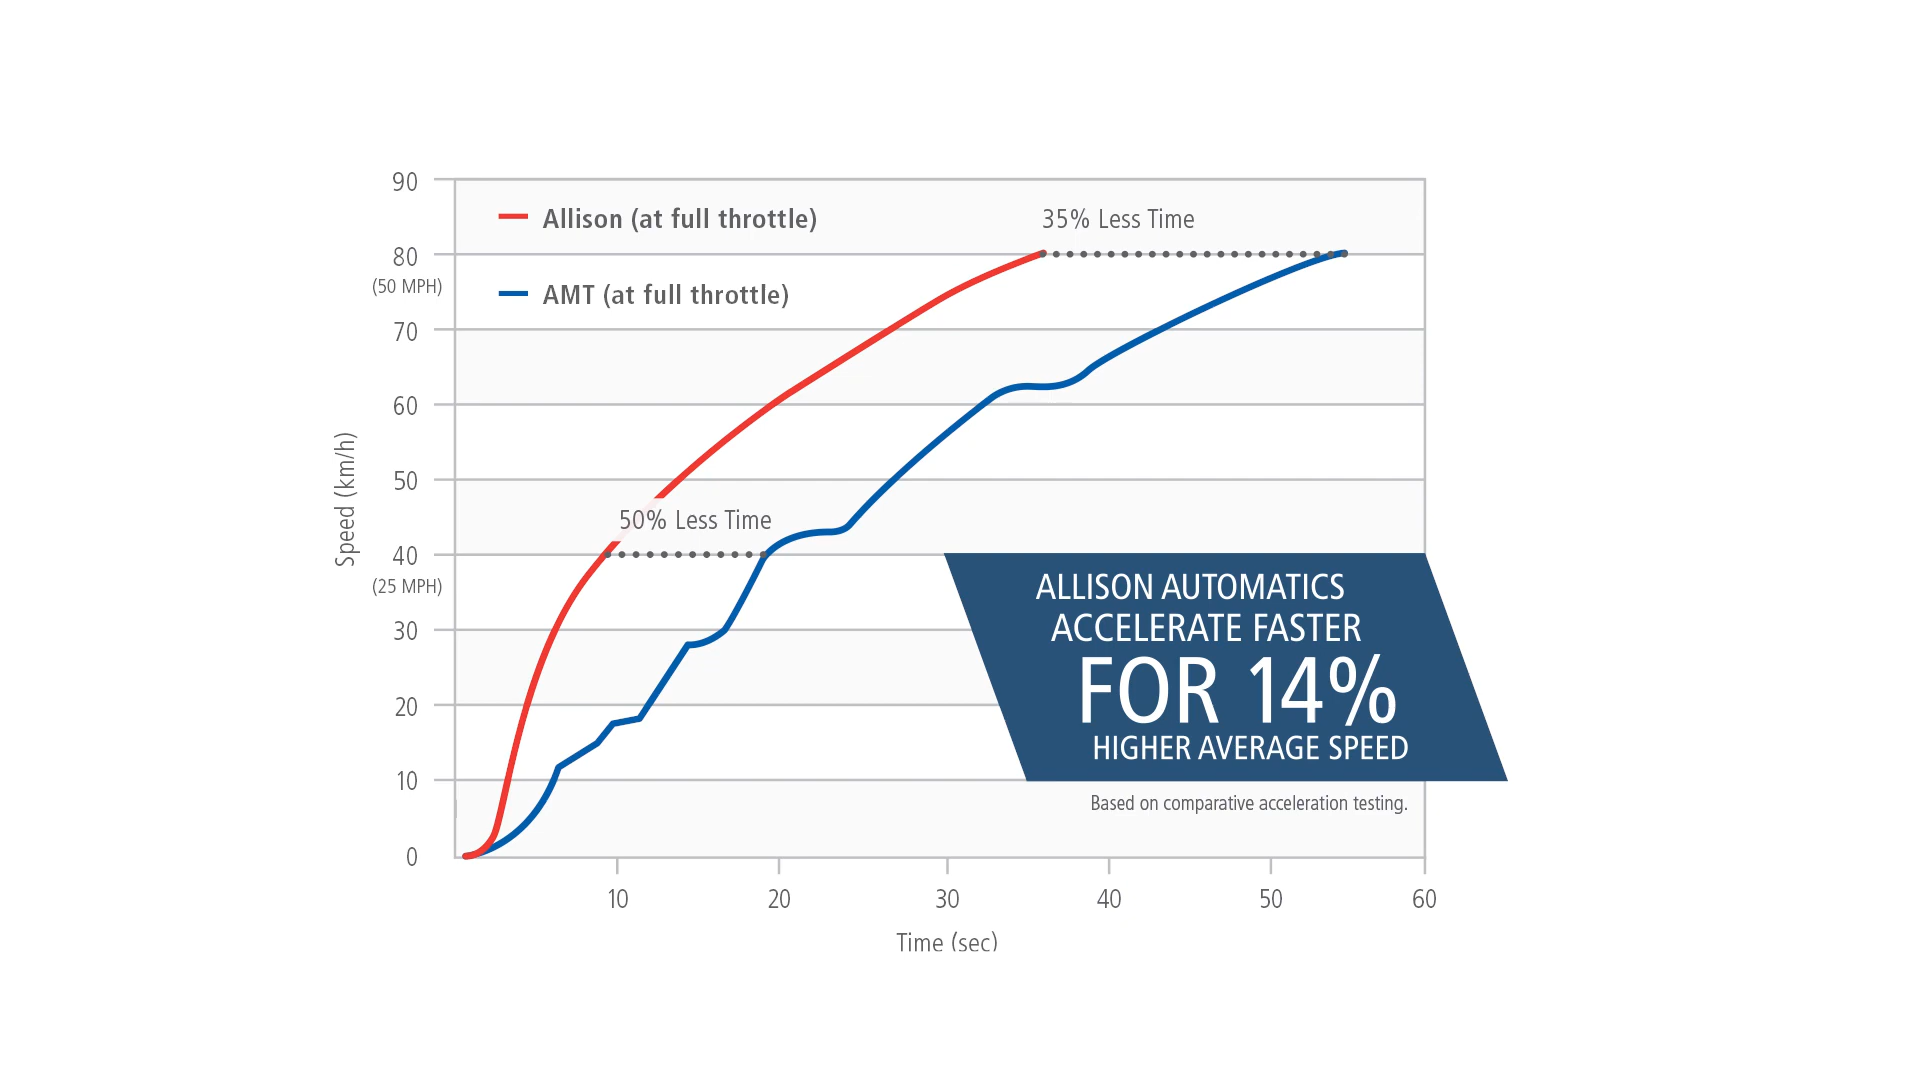 90
Allison (at full throttle)
35% Less Time
80
(50 MPH)
AMT (at full throttle)
70
60
50
Speed (km/h)
50% Less Time
40
(25 MPH)
ALLISON AUTOMATICS
ACCELERATE FASTER
FOR 14%
HIGHER AVERAGE SPEED
30
20
10
Based on comparative acceleration testing.
0
10 20 30 40 50 60
Time (sec)